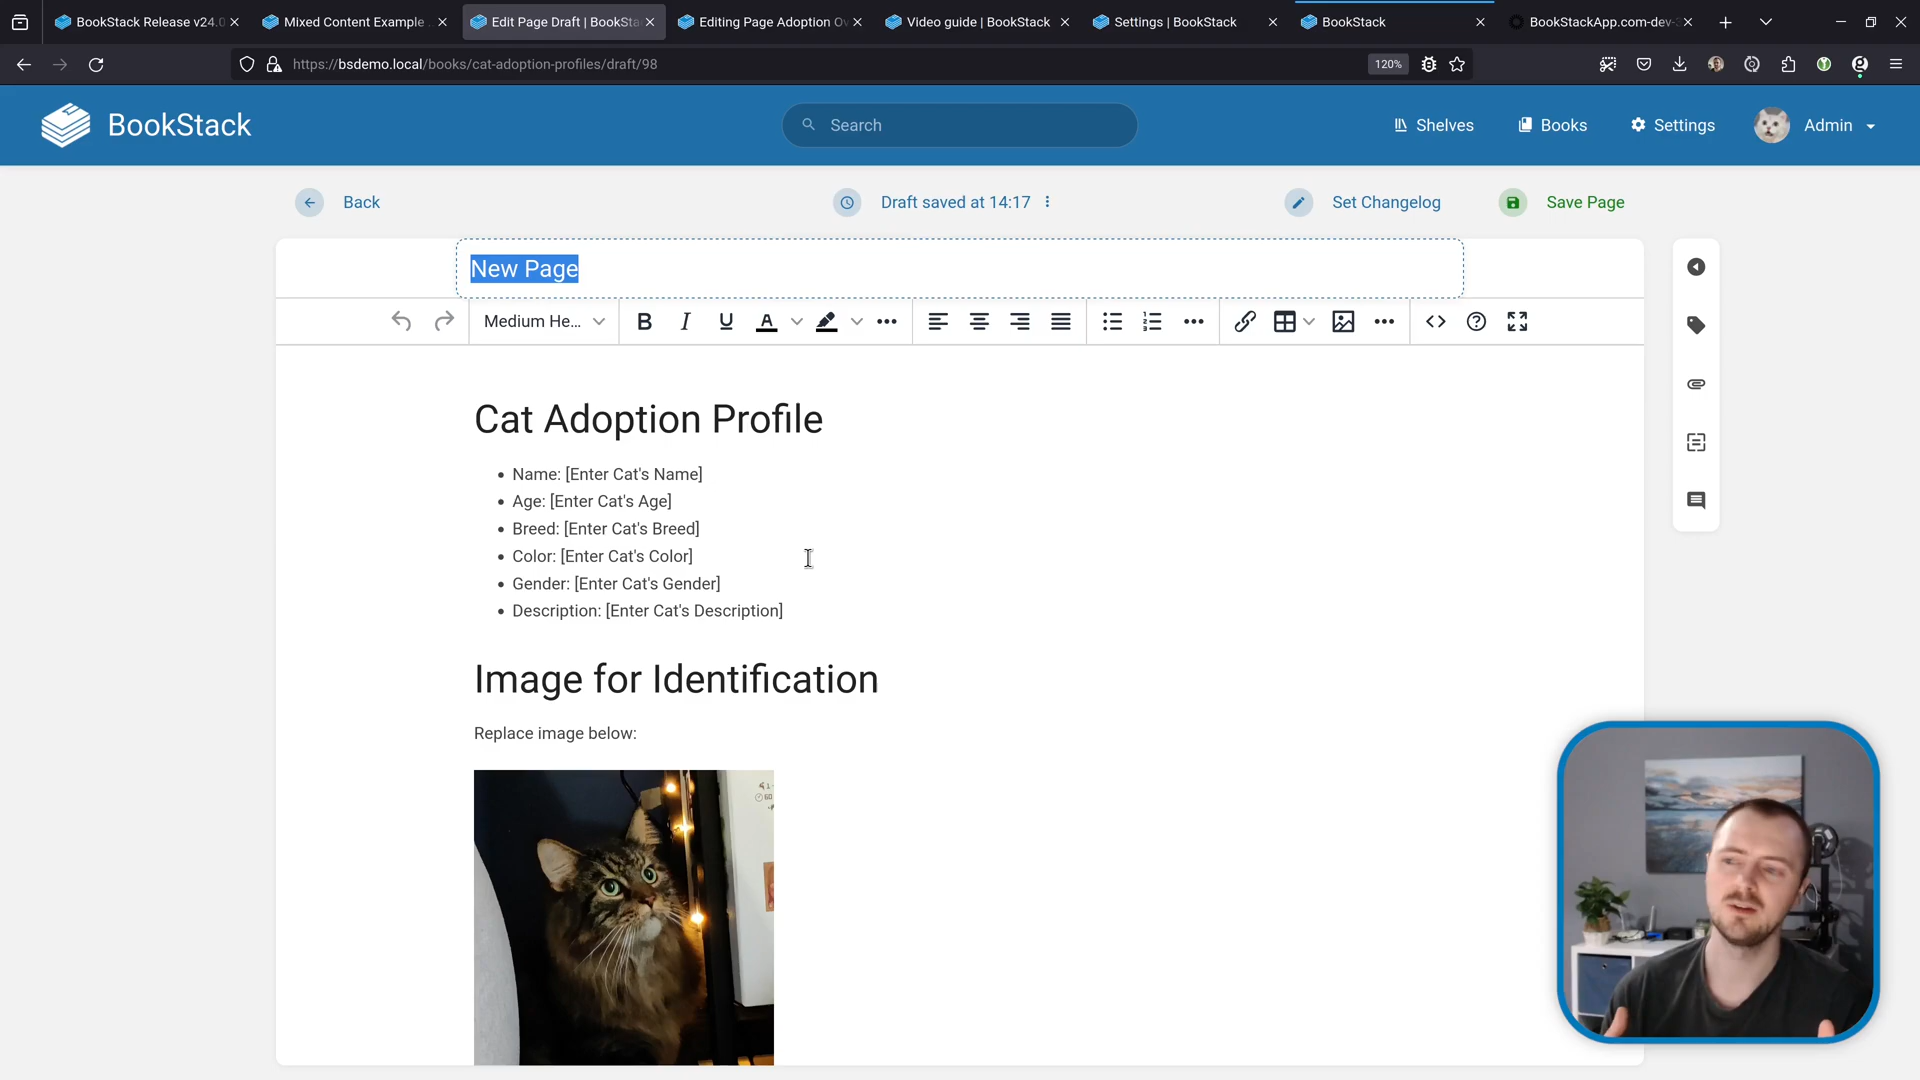 BookStack Release v24.0
Mixed Content Example
Edit Page Draft | BookSta
Editing Page Adoption Ov
Video guide | BookStack
Settings | BookStack
BookStack
BookStackApp.com-dev-
https://bsdemo.local/books/cat-adoption-profiles/draft/98
120%
BookStack
Search
Shelves
Books
Settings
Admin
Back
Draft saved at 14:17
Set Changelog
Save Page
New Page
Medium He...
B I U A
Cat Adoption Profile
• Name: [Enter Cat's Name]
• Age: [Enter Cat's Age]
• Breed: [Enter Cat's Breed]
• Color: [Enter Cat's Color]
• Gender: [Enter Cat's Gender]
• Description: [Enter Cat's Description]
Image for Identification
Replace image below: